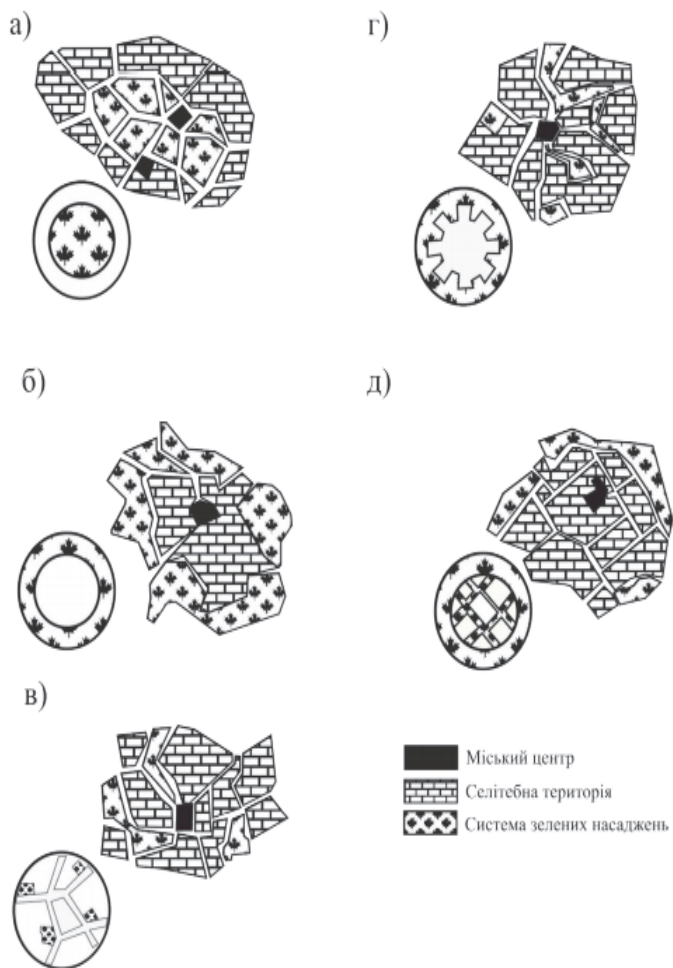 а)
г)
б)
д)
в)
Міський центр
Селітебна територія
Система зелених насаджень